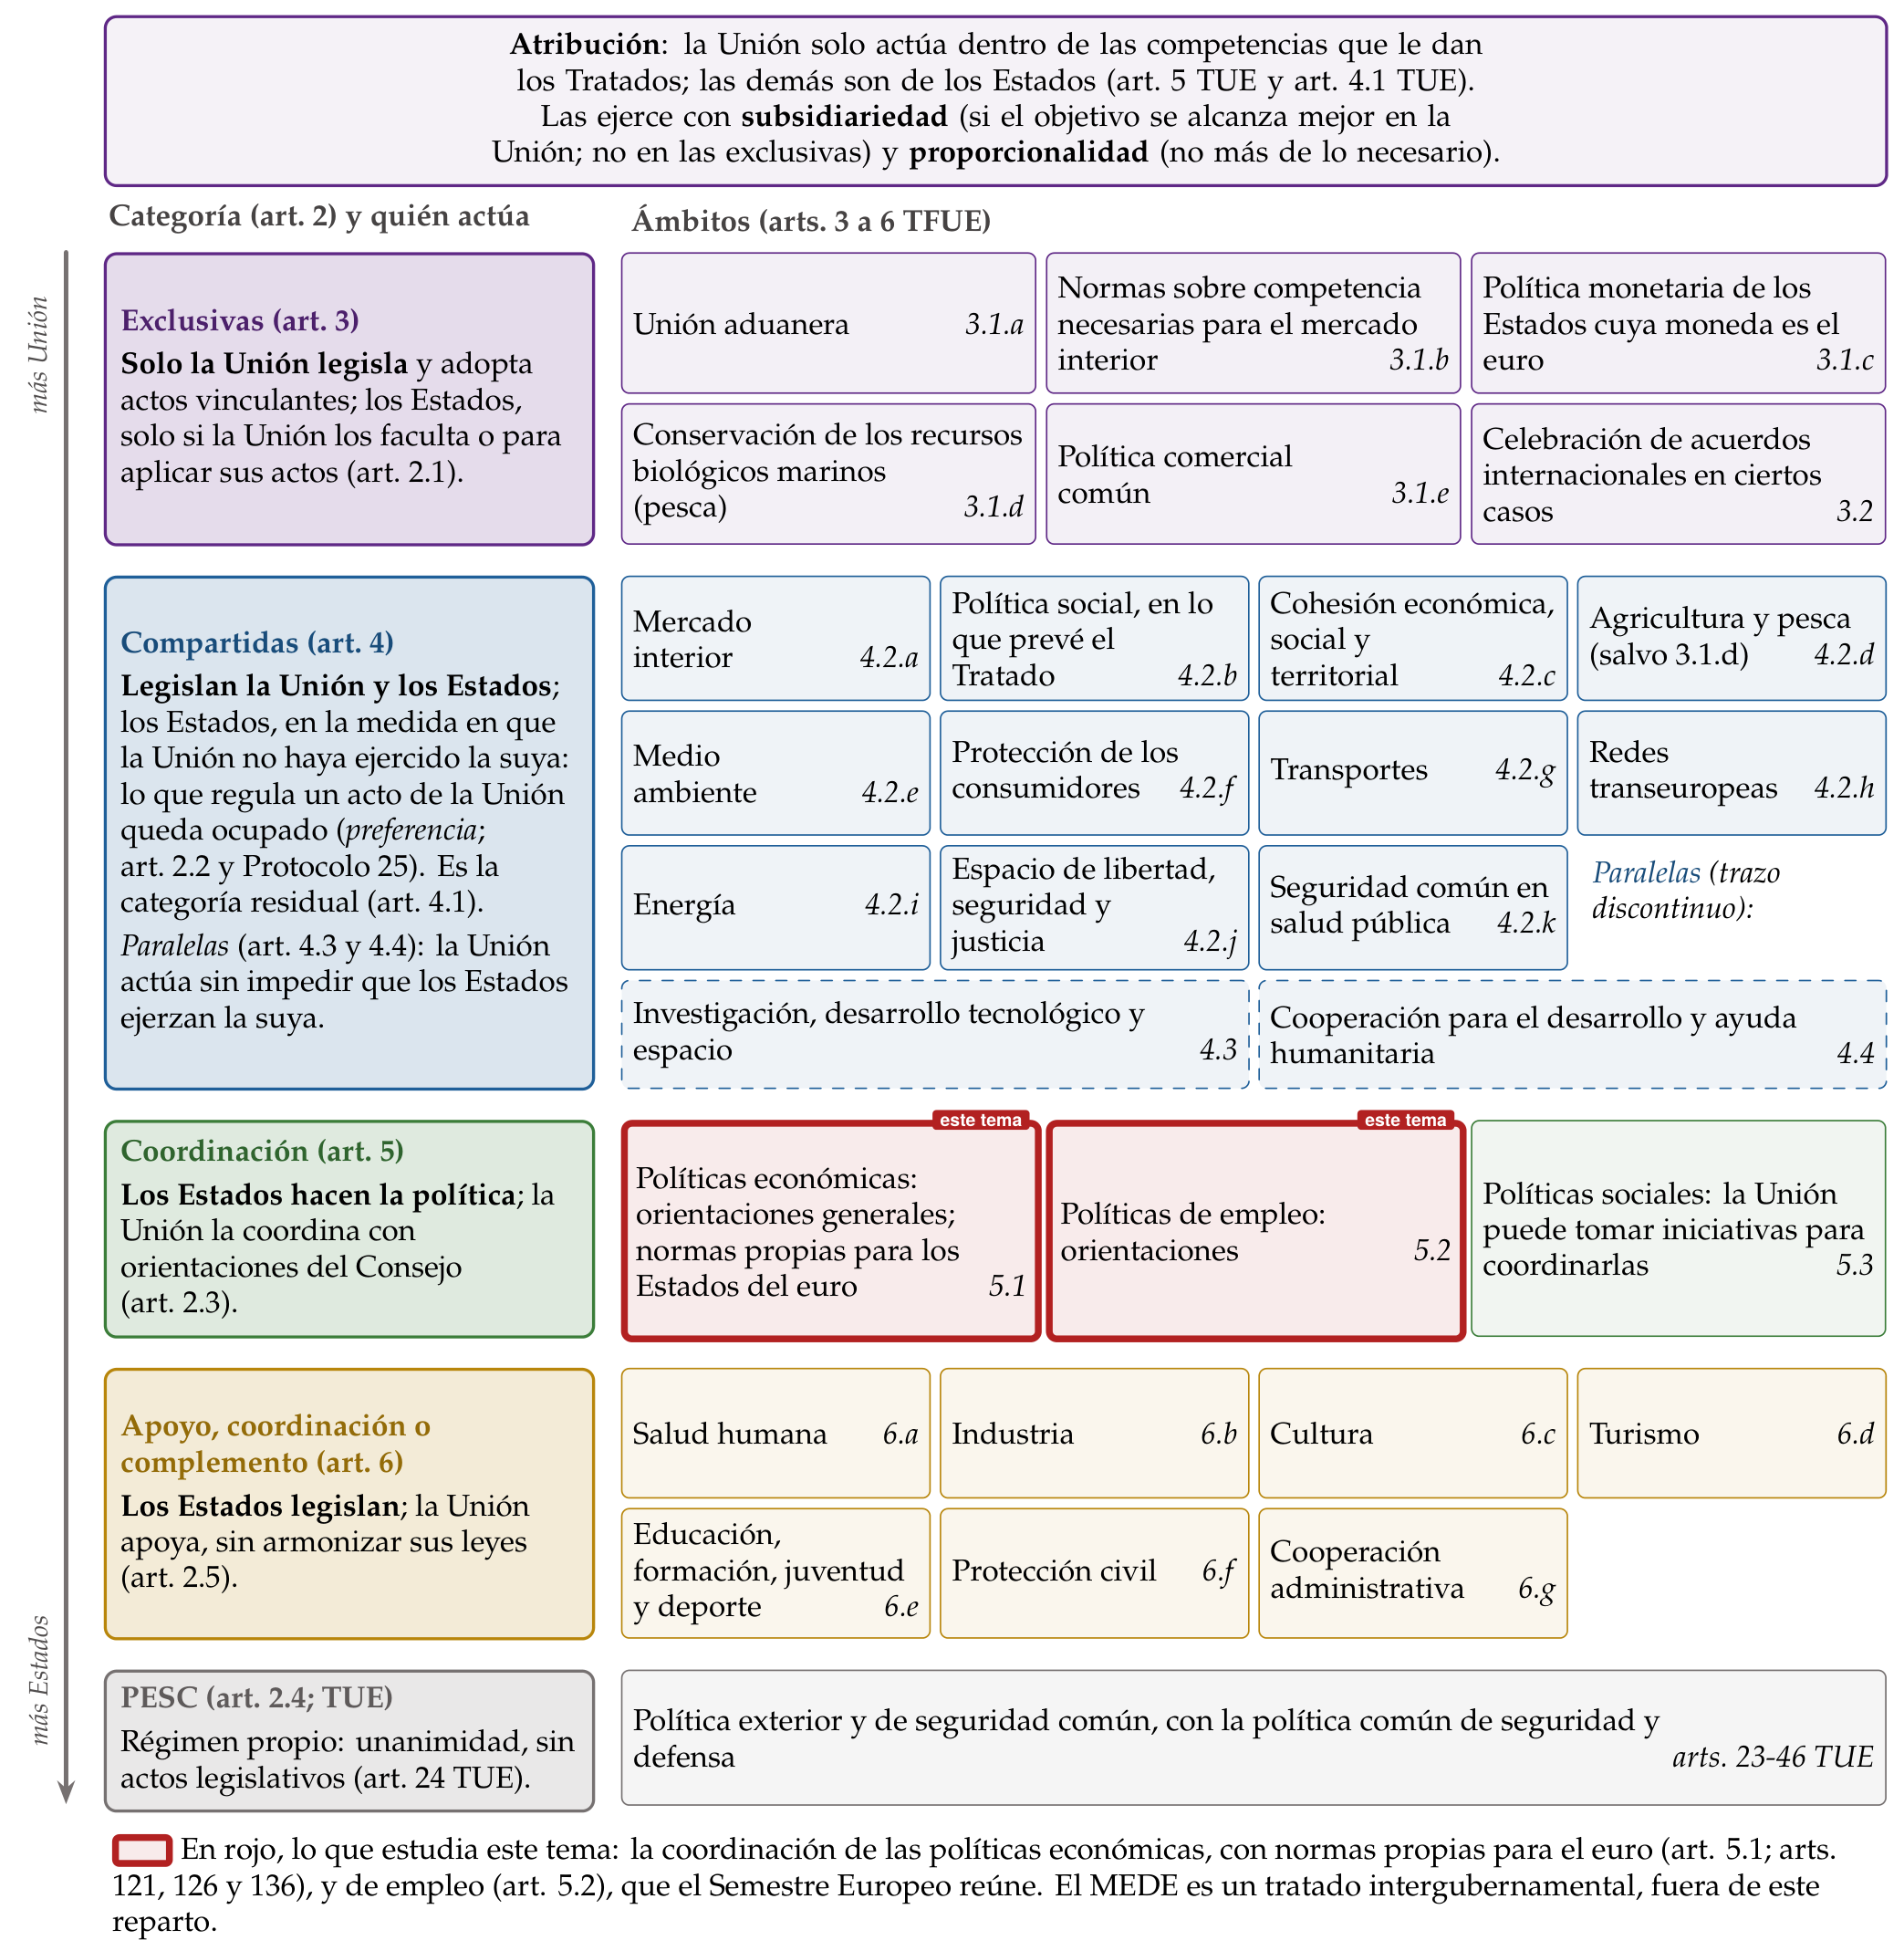 Atribución: la Unión solo actúa dentro de las competencias que le dan
los Tratados; las demás son de los Estados (art. 5 TUE y art. 4.1 TUE).
Las ejerce con subsidiariedad (si el objetivo se alcanza mejor en la
Unión; no en las exclusivas) y proporcionalidad (no más de lo necesario).
Categoría (art. 2) y quién actúa
Ámbitos (arts. 3 a 6 TFUE)
más Unión
Exclusivas (art. 3)
Solo la Unión legisla y adopta
actos vinculantes; los Estados,
solo si la Unión los faculta o para
aplicar sus actos (art. 2.1).
Unión aduanera 3.1.a
Normas sobre competencia
necesarias para el mercado
interior 3.1.b
Política monetaria de los
Estados cuya moneda es el
euro 3.1.c
Conservación de los recursos
biológicos marinos
(pesca) 3.1.d
Política comercial
común 3.1.e
Celebración de acuerdos
internacionales en ciertos
casos 3.2
Compartidas (art. 4)
Legislan la Unión y los Estados;
los Estados, en la medida en que
la Unión no haya ejercido la suya:
lo que regula un acto de la Unión
queda ocupado (preferencia;
art. 2.2 y Protocolo 25). Es la
categoría residual (art. 4.1).
Paralelas (art. 4.3 y 4.4): la Unión
actúa sin impedir que los Estados
ejerzan la suya.
Mercado
interior 4.2.a
Política social, en lo
que prevé el
Tratado 4.2.b
Cohesión económica,
social y
territorial 4.2.c
Agricultura y pesca
(salvo 3.1.d) 4.2.d
Medio
ambiente 4.2.e
Protección de los
consumidores 4.2.f
Transportes 4.2.g
Redes
transeuropeas 4.2.h
Energía 4.2.i
Espacio de libertad,
seguridad y
justicia 4.2.j
Seguridad común en
salud pública 4.2.k
Paralelas (trazo
discontinuo):
Investigación, desarrollo tecnológico y
espacio 4.3
Cooperación para el desarrollo y ayuda
humanitaria 4.4
Coordinación (art. 5)
Los Estados hacen la política; la
Unión la coordina con
orientaciones del Consejo
(art. 2.3).
este tema
Políticas económicas:
orientaciones generales;
normas propias para los
Estados del euro 5.1
este tema
Políticas de empleo:
orientaciones 5.2
Políticas sociales: la Unión
puede tomar iniciativas para
coordinarlas 5.3
Apoyo, coordinación o
complemento (art. 6)
Los Estados legislan; la Unión
apoya, sin armonizar sus leyes
(art. 2.5).
Salud humana 6.a
Industria 6.b
Cultura 6.c
Turismo 6.d
Educación,
formación, juventud
y deporte 6.e
Protección civil 6.f
Cooperación
administrativa 6.g
más Estados
PESC (art. 2.4; TUE)
Régimen propio: unanimidad, sin
actos legislativos (art. 24 TUE).
Política exterior y de seguridad común, con la política común de seguridad y
defensa arts. 23-46 TUE
En rojo, lo que estudia este tema: la coordinación de las políticas económicas, con normas propias para el euro (art. 5.1; arts.
121, 126 y 136), y de empleo (art. 5.2), que el Semestre Europeo reúne. El MEDE es un tratado intergubernamental, fuera de este
reparto.